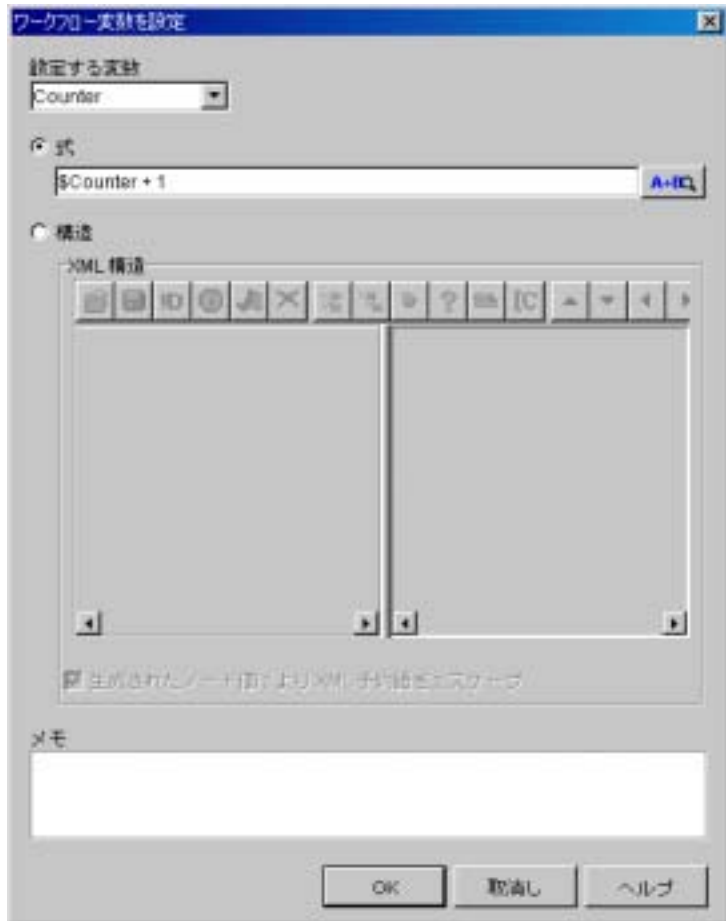 ワークフロー変数を設定
設定する変数
Counter
式
$Counter + 1
A+B
構造
XML 構造
メモ
OK
取消し
ヘルプ